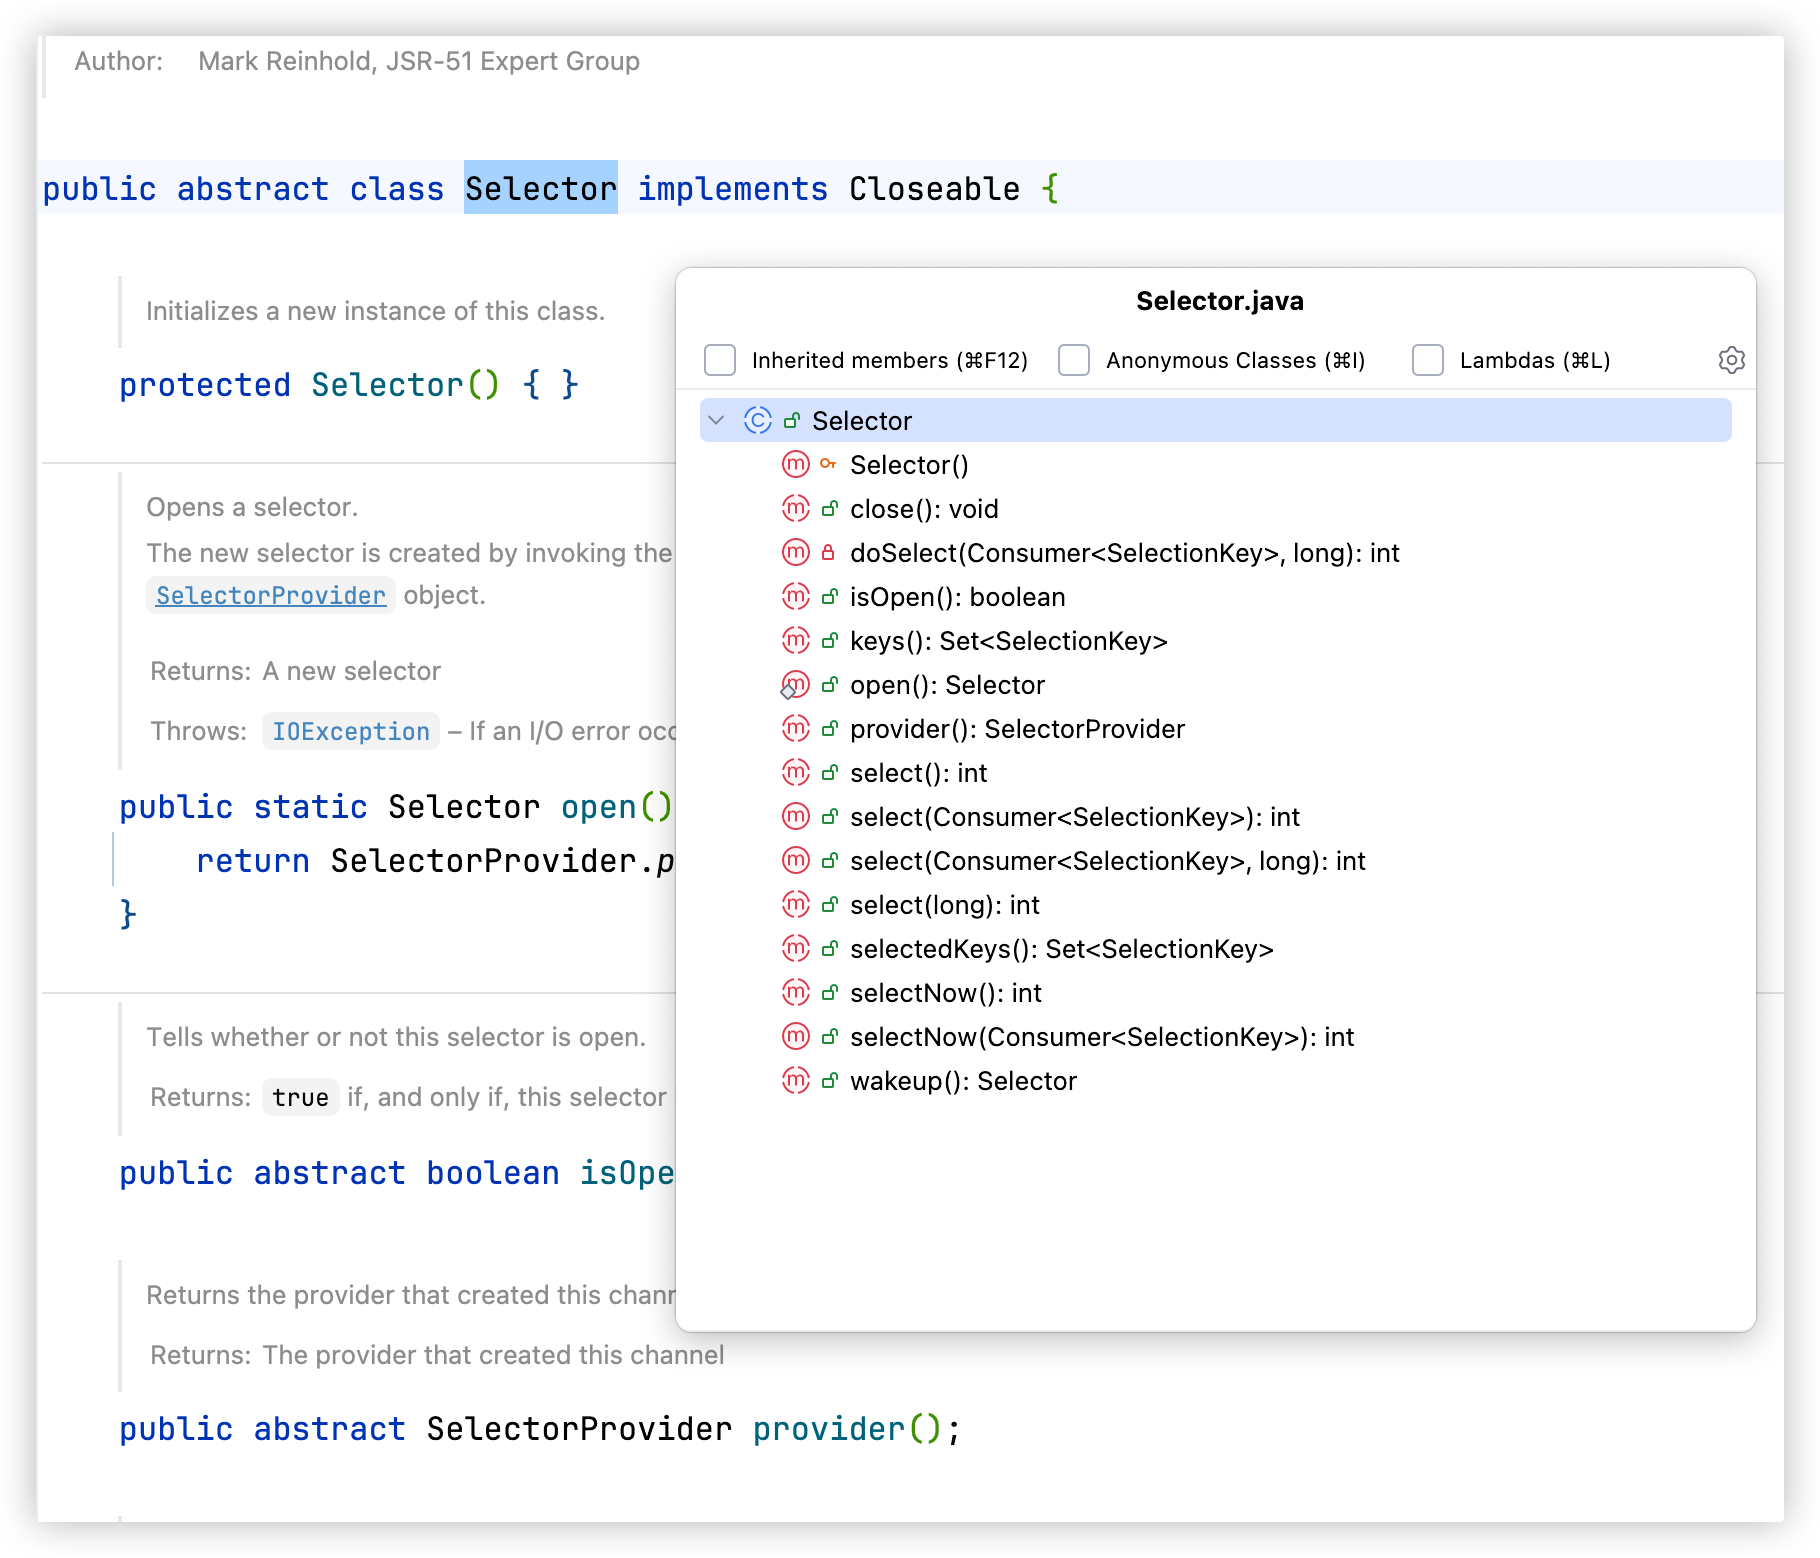 Author: Mark Reinhold, JSR-51 Expert Group
public abstract class Selector implements Closeable {
Initializes a new instance of this class.
protected Selector() { }
Opens a selector.
The new selector is created by invoking the
SelectorProvider object.
Returns: A new selector
Throws: IOException – If an I/O error occ
public static Selector open()
return SelectorProvider.p
}
Tells whether or not this selector is open.
Returns: true if, and only if, this selector
public abstract boolean isOpe
Returns the provider that created this chann
Returns: The provider that created this channel
public abstract SelectorProvider provider();
Selector.java
Inherited members (⌘F12) Anonymous Classes (⌘I) Lambdas (⌘L)
Selector
Selector()
close(): void
doSelect(Consumer<SelectionKey>, long): int
isOpen(): boolean
keys(): Set<SelectionKey>
open(): Selector
provider(): SelectorProvider
select(): int
select(Consumer<SelectionKey>): int
select(Consumer<SelectionKey>, long): int
select(long): int
selectedKeys(): Set<SelectionKey>
selectNow(): int
selectNow(Consumer<SelectionKey>): int
wakeup(): Selector